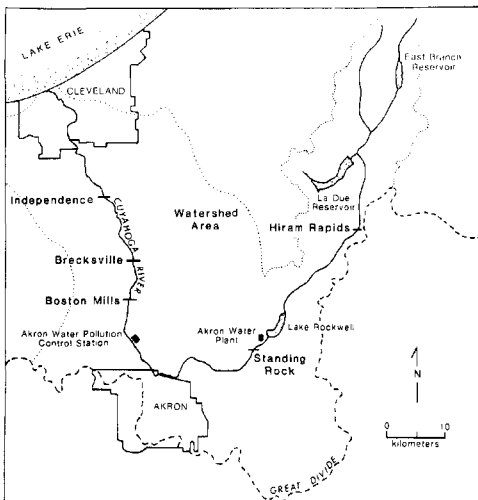 LAKE ERIE
CLEVELAND
East Branch
Reservoir
La Due
Reservoir
Independence
CUYAHOGA
RIVER
Watershed
Area
Hiram Rapids
Brecksville
Boston Mills
Akron Water Pollution
Control Station
Akron Water
Plant
Lake Rockwell
Standing
Rock
N
AKRON
0 10
kilometers
GREAT DIVIDE